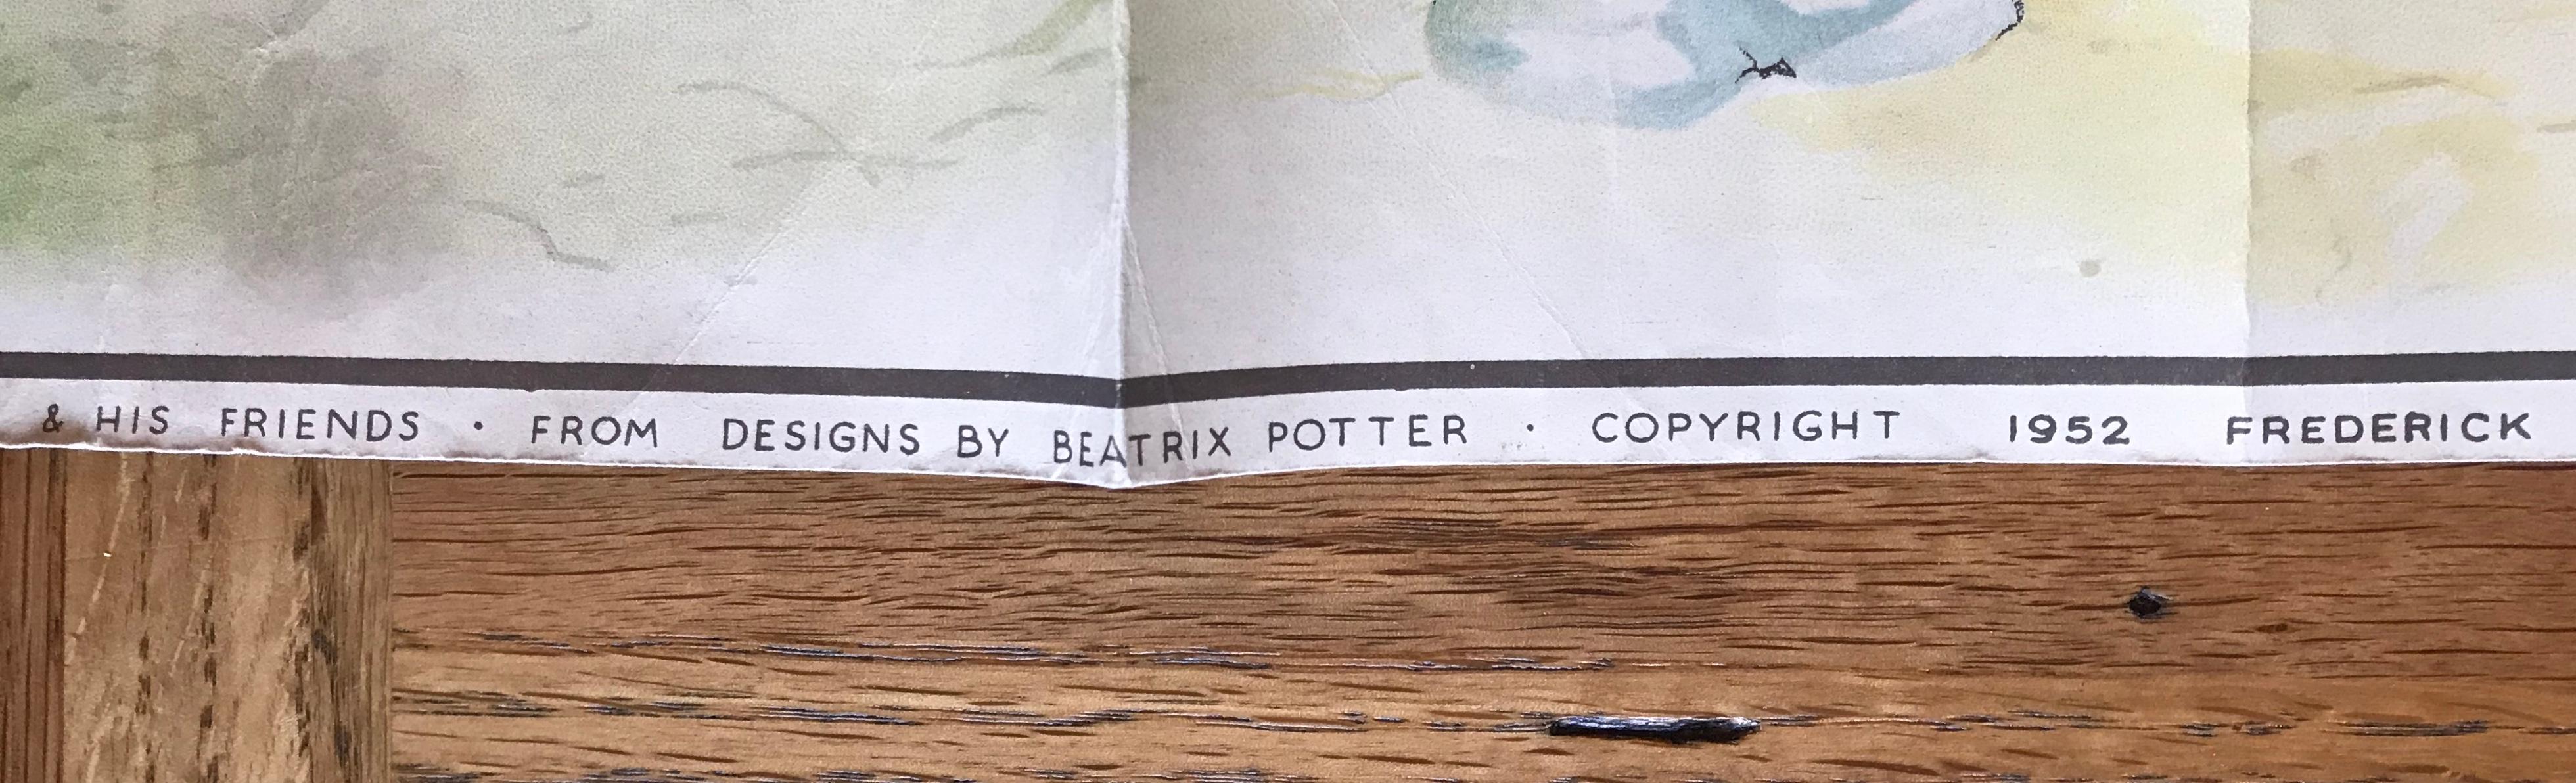 & HIS FRIENDS · FROM DESIGNS BY BEATRIX POTTER · COPYRIGHT 1952 FREDERICK